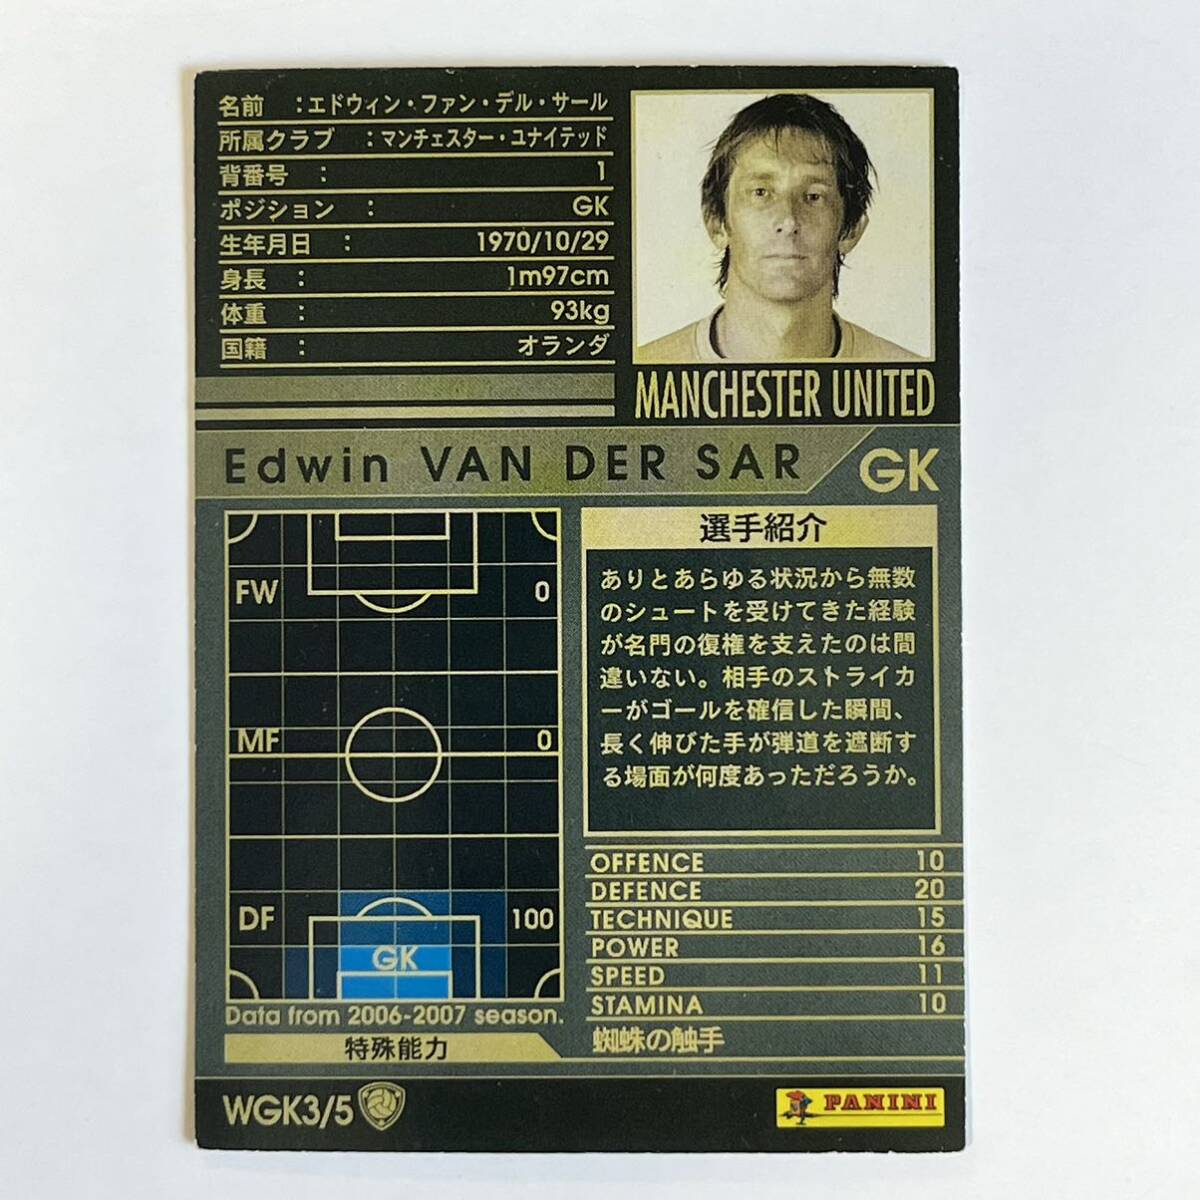 名前 ：エドウィン・ファン・デル・サール
所属クラブ ：マンチェスター・ユナイテッド
背番号 ： 1
ポジション ： GK
生年月日 ： 1970/10/29
身長 ： 1m97cm
体重 ： 93kg
国籍 ： オランダ
MANCHESTER UNITED
Edwin VAN DER SAR
GK
FW 0
MF 0
DF 100
GK
Data from 2006-2007 season.
選手紹介
ありとあらゆる状況から無数
のシュートを受けてきた経験
が名門の復権を支えたのは間
違いない。相手のストライカ
ーがゴールを確信した瞬間、
長く伸びた手が弾道を遮断す
る場面が何度あっただろうか。
OFFENCE 10
DEFENCE 20
TECHNIQUE 15
POWER 16
SPEED 11
STAMINA 10
特殊能力 蜘蛛の触手
WGK3/5
PANINI